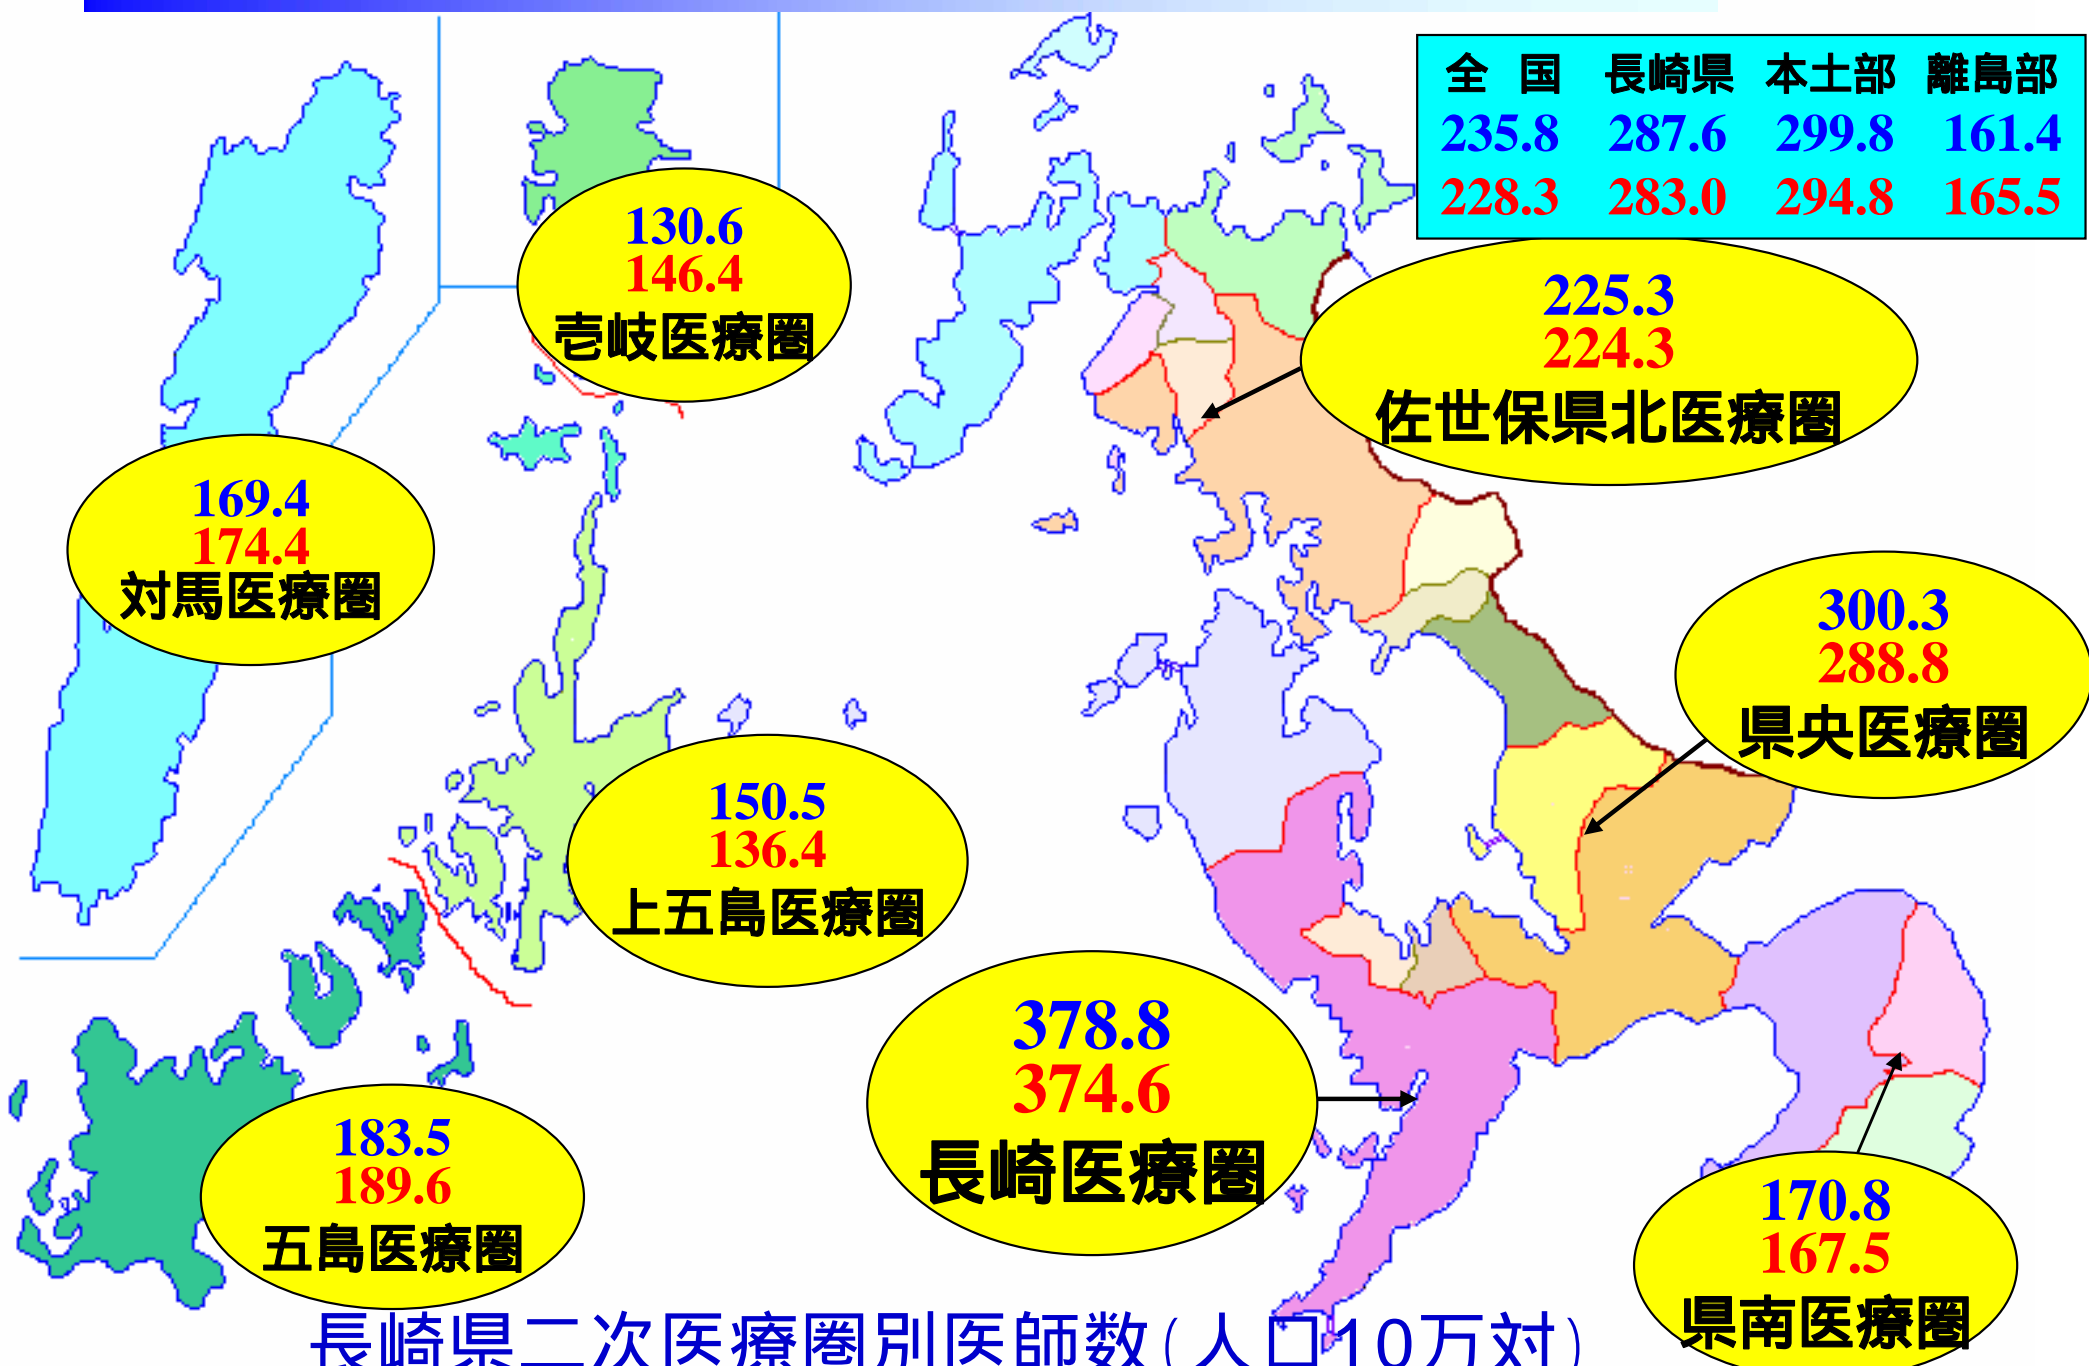 全 国 長崎県 本土部 離島部
235.8 287.6 299.8 161.4
228.3 283.0 294.8 165.5
130.6
146.4
壱岐医療圏
225.3
224.3
佐世保県北医療圏
169.4
174.4
対馬医療圏
300.3
288.8
県央医療圏
150.5
136.4
上五島医療圏
378.8
374.6
長崎医療圏
183.5
189.6
五島医療圏
170.8
167.5
県南医療圏
長崎県二次医療圏別医師数(人口10万対)